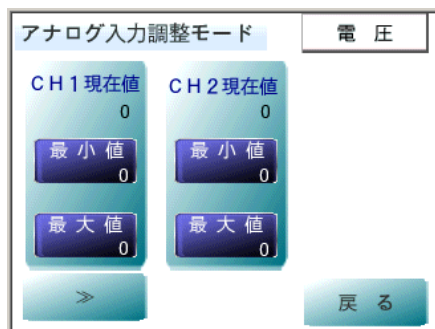 アナログ入力調整モード
電 圧
CH1現在値
0
最 小 値
0
最 大 値
0
CH2現在値
0
最 小 値
0
最 大 値
0
≫
戻 る